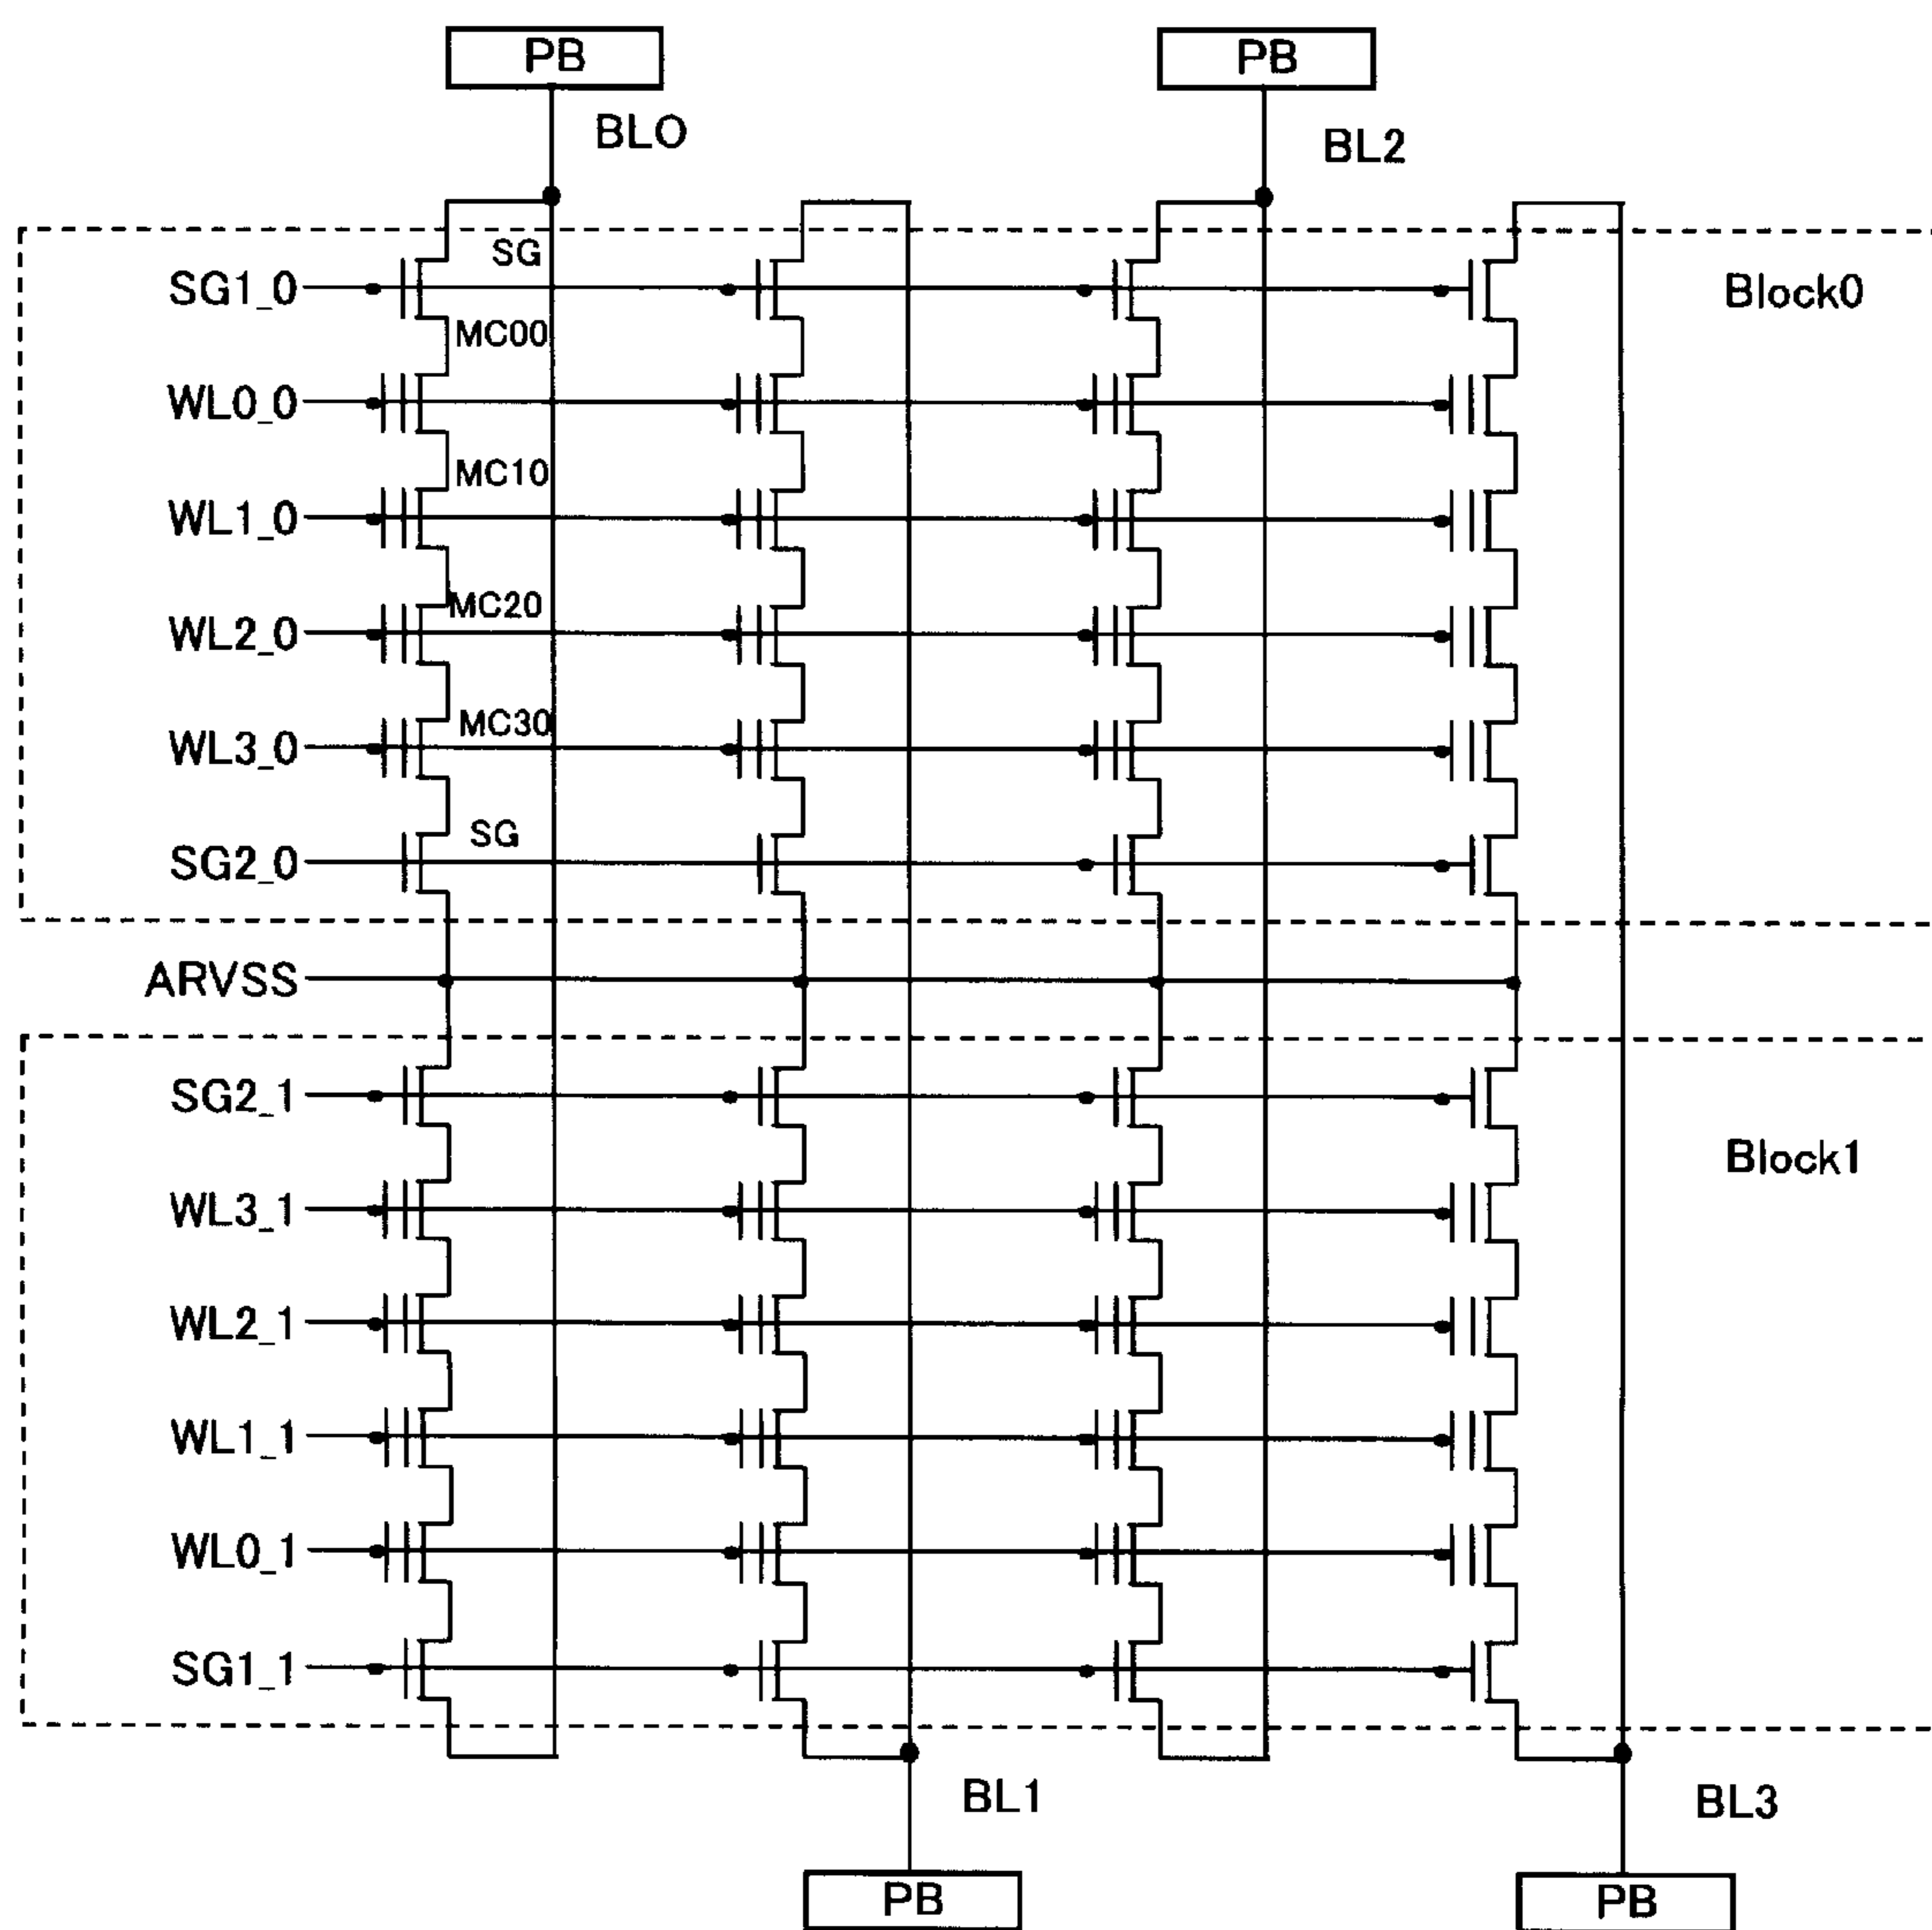 PB PB
BLO BL2
SG
SG1_0 Block0
MC00
WL0_0
MC10
WL1_0
MC20
WL2_0
MC30
WL3_0
SG
SG2_0
ARVSS
SG2_1
Block1
WL3_1
WL2_1
WL1_1
WL0_1
SG1_1
BL1 BL3
PB PB